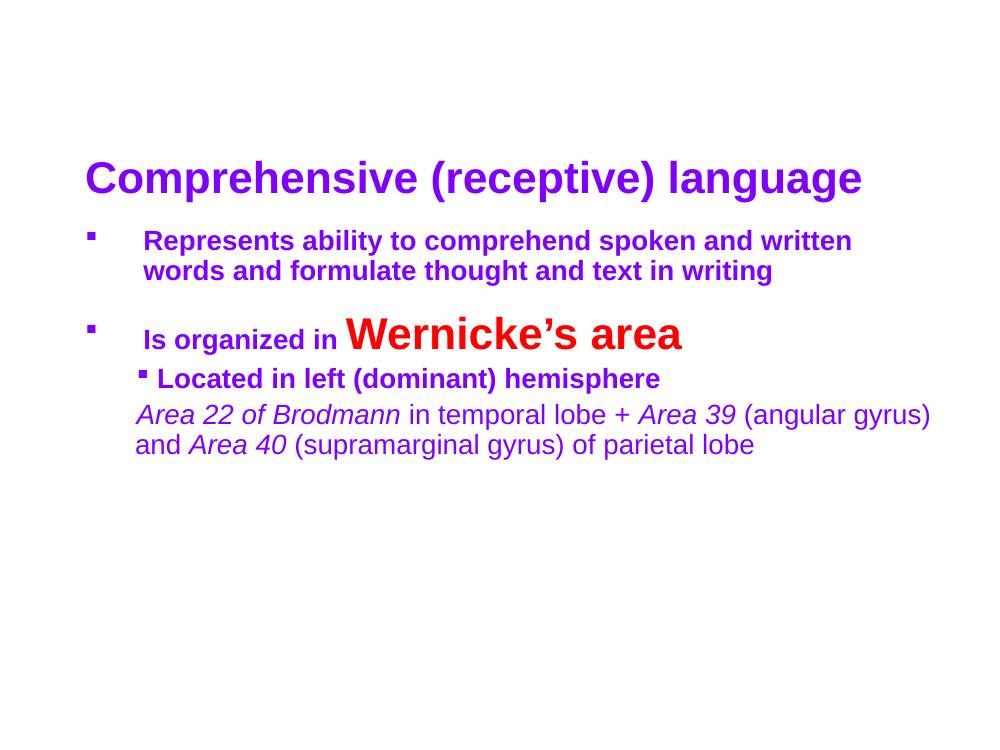 Comprehensive (receptive) language
▪ Represents ability to comprehend spoken and written
words and formulate thought and text in writing
▪ Is organized in Wernicke’s area
▪ Located in left (dominant) hemisphere
Area 22 of Brodmann in temporal lobe + Area 39 (angular gyrus)
and Area 40 (supramarginal gyrus) of parietal lobe